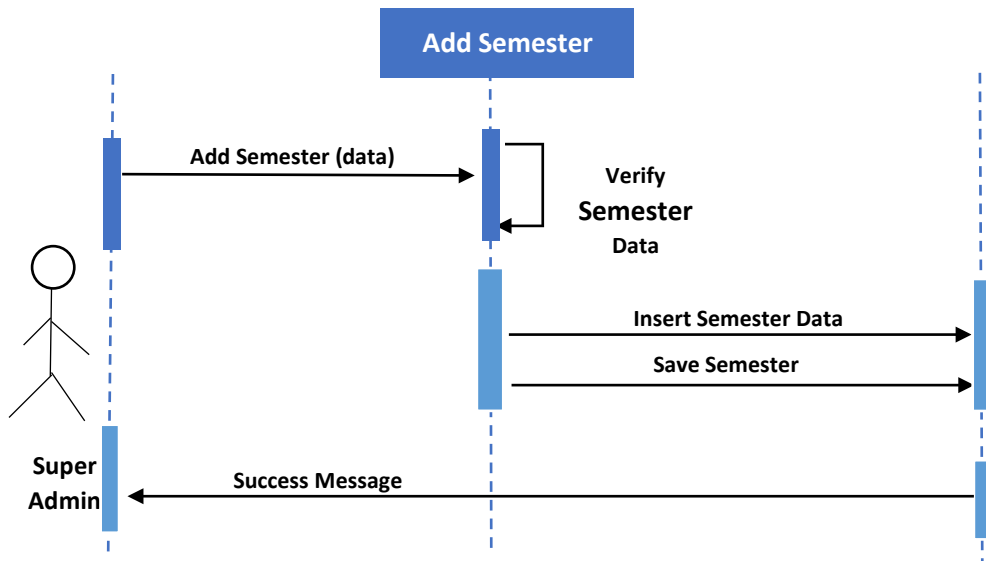 Add Semester
Add Semester (data)
Verify
Semester
Data
Insert Semester Data
Save Semester
Super
Admin
Success Message